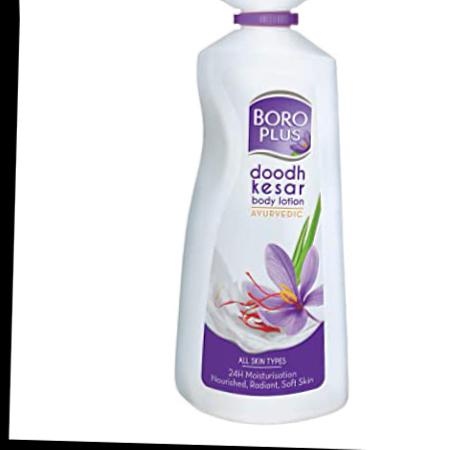 BORO
PLUS
doodh
kesar
body lotion
AYURVEDIC
ALL SKIN TYPES
24H Moisturisation
Nourished, Radiant, Soft Skin